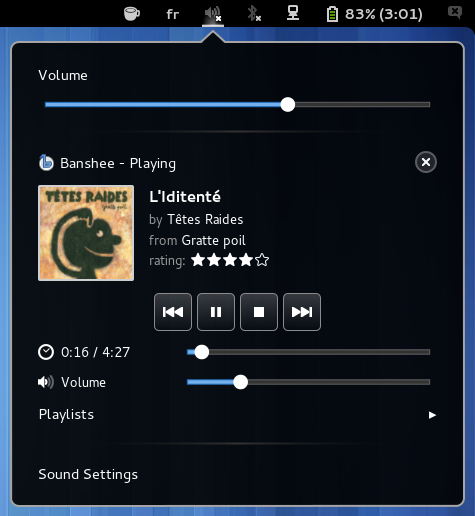 fr
83% (3:01)
Volume
Banshee - Playing
TÊTES RAIDES
Gratte poil
L'Iditenté
by Têtes Raides
from Gratte poil
rating:
0:16 / 4:27
Volume
Playlists
Sound Settings